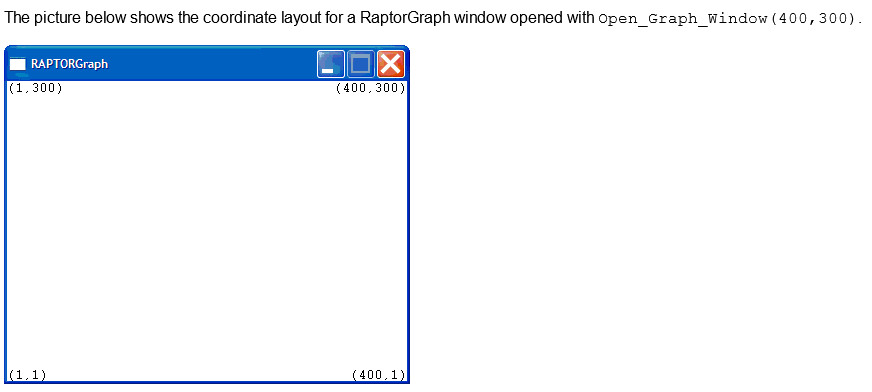 The picture below shows the coordinate layout for a RaptorGraph window opened with Open_Graph_Window(400,300).
RAPTORGraph
(1,300) (400,300)
(1,1) (400,1)